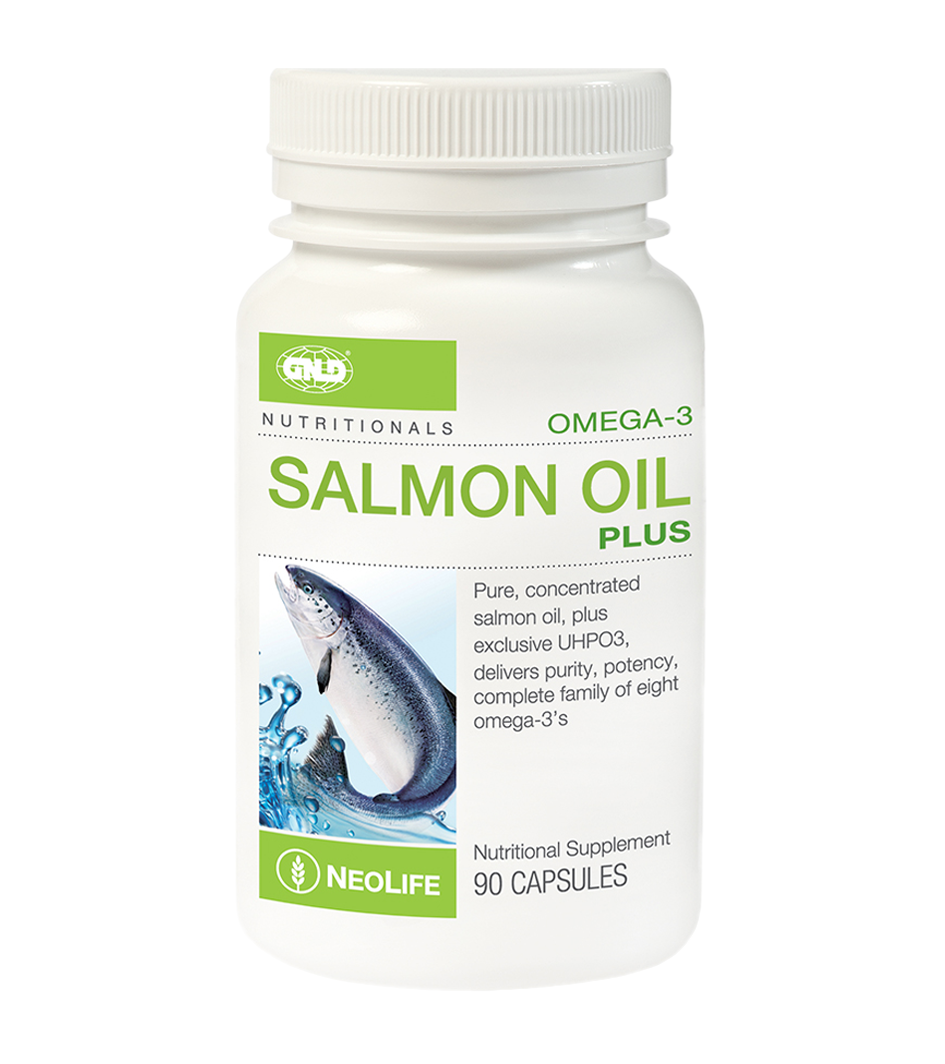 GNLD®
NUTRITIONALS
OMEGA-3
SALMON OIL
PLUS
Pure, concentrated
salmon oil, plus
exclusive UHPO3,
delivers purity, potency,
complete family of eight
omega-3's
Nutritional Supplement
90 CAPSULES
NEOLIFE